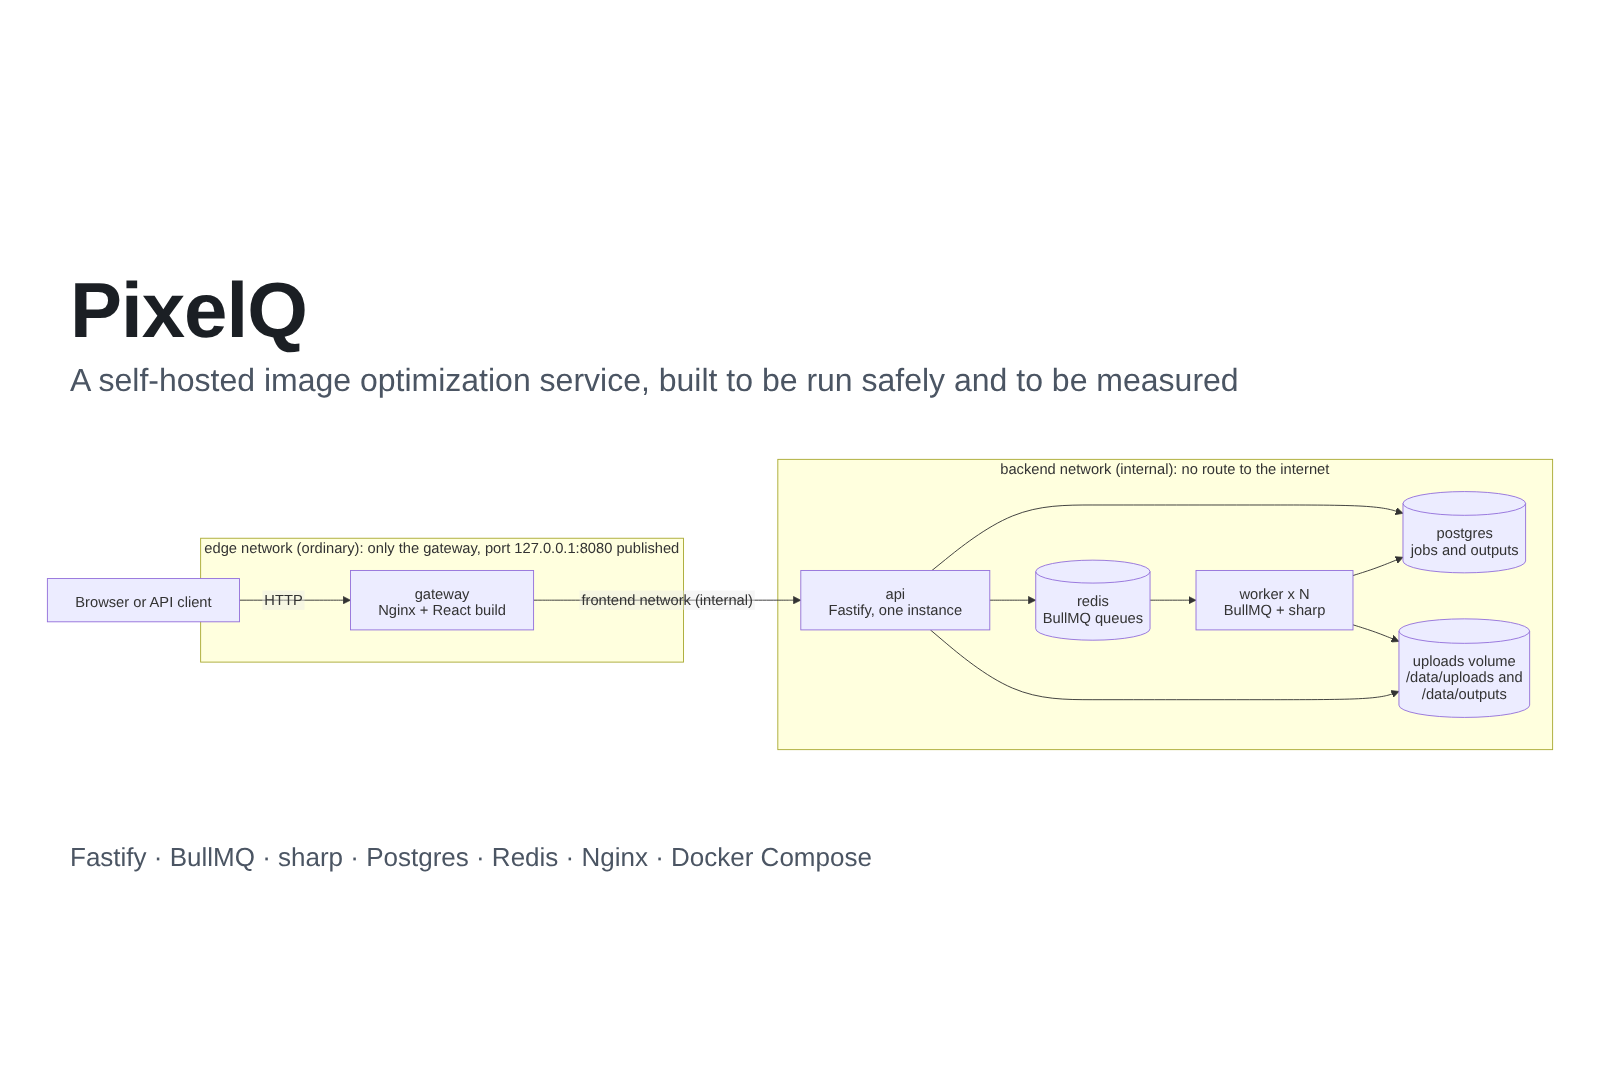 PixelQ
A self-hosted image optimization service, built to be run safely and to be measured
backend network (internal): no route to the internet
edge network (ordinary): only the gateway, port 127.0.0.1:8080 published
Browser or API client
HTTP
gateway
Nginx + React build
frontend network (internal)
api
Fastify, one instance
redis
BullMQ queues
worker x N
BullMQ + sharp
postgres
jobs and outputs
uploads volume
/data/uploads and
/data/outputs
Fastify · BullMQ · sharp · Postgres · Redis · Nginx · Docker Compose